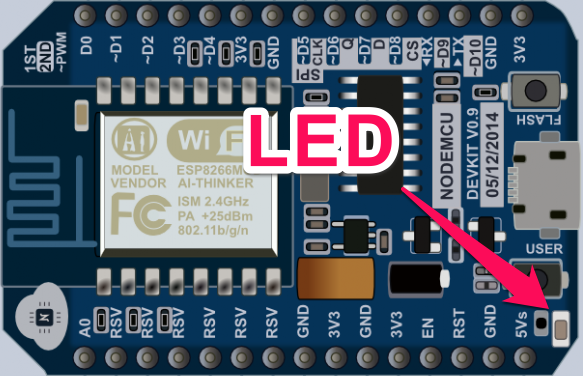 1ST
2ND
~PWM
D0
~D1
~D2
~D3
~D4
3V3
GND
~D5
~D6
~D7
~D8
◀RX
~D9
▶TX
~D10
GND
3V3
CLK
Q
D
CS
SPI
FLASH
Ai
WiFi
MODEL
ESP8266M
VENDOR
AI-THINKER
FC
ISM 2.4GHz
PA +25dBm
802.11b/g/n
LED
NODEMCU
DEVKIT V0.9
05/12/2014
USER
N
A0
RSV
RSV
RSV
RSV
RSV
RSV
GND
3V3
GND
3V3
EN
RST
GND
5Vs